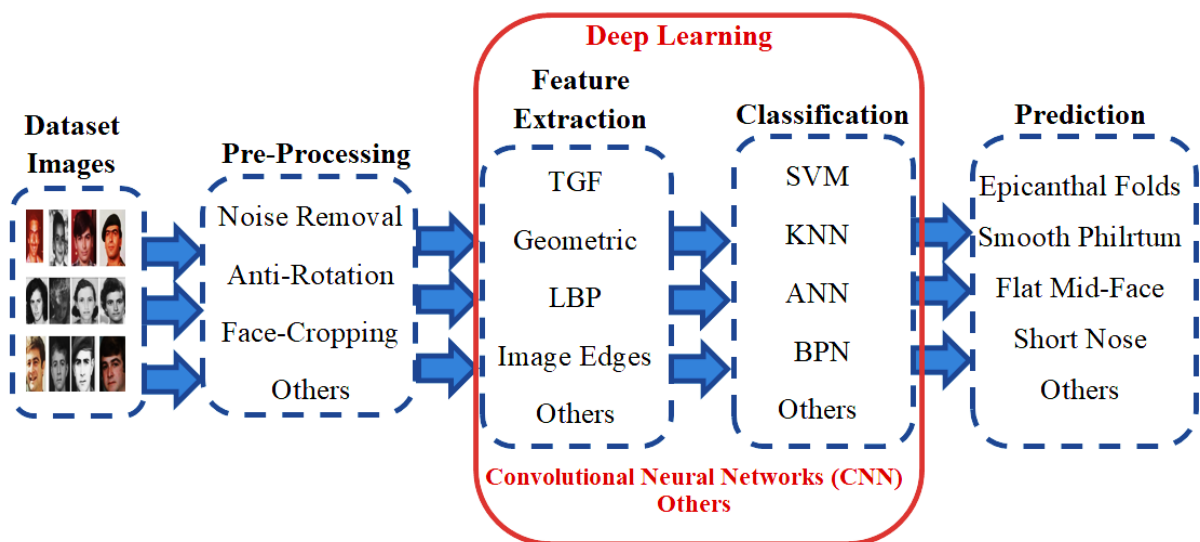 Deep Learning
Dataset
Images
Pre-Processing
Noise Removal
Anti-Rotation
Face-Cropping
Others
Feature
Extraction
TGF
Geometric
LBP
Image Edges
Others
Classification
SVM
KNN
ANN
BPN
Others
Convolutional Neural Networks (CNN)
Others
Prediction
Epicanthal Folds
Smooth Philrtum
Flat Mid-Face
Short Nose
Others